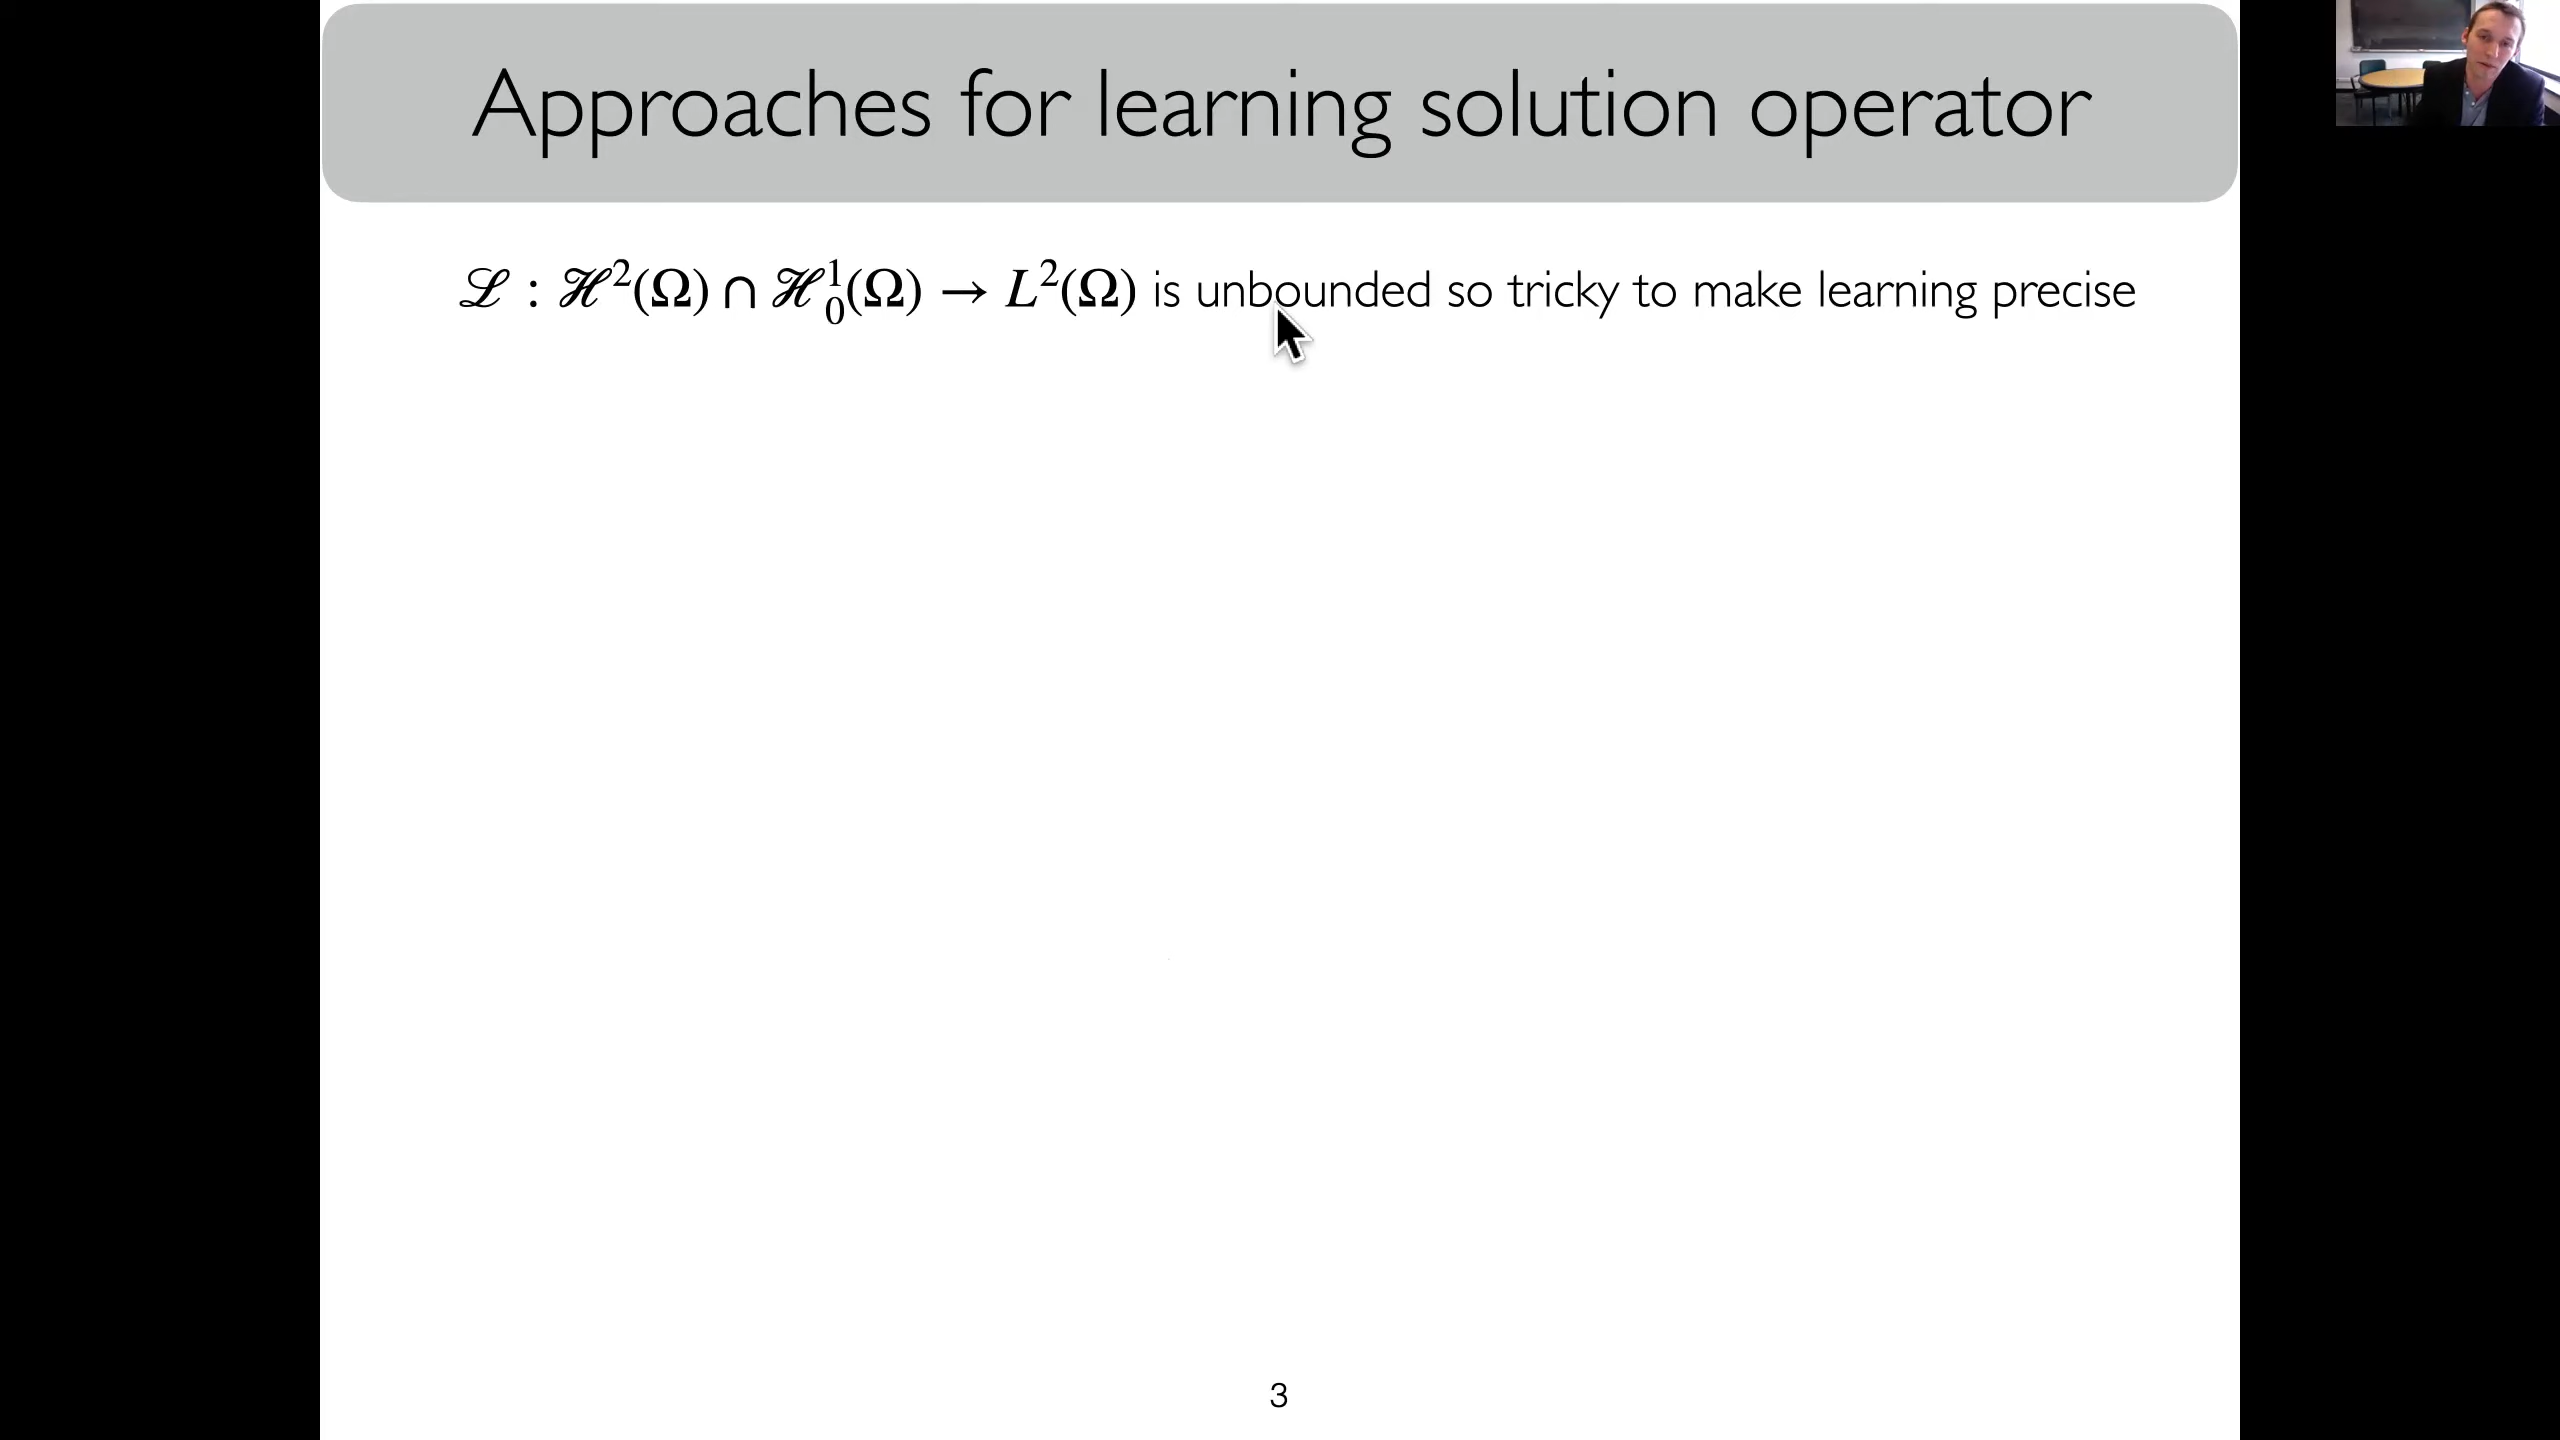 Approaches for learning solution operator
ℒ : ℋ²(Ω) ∩ ℋ¹₀(Ω) → L²(Ω) is unbounded so tricky to make learning precise
3